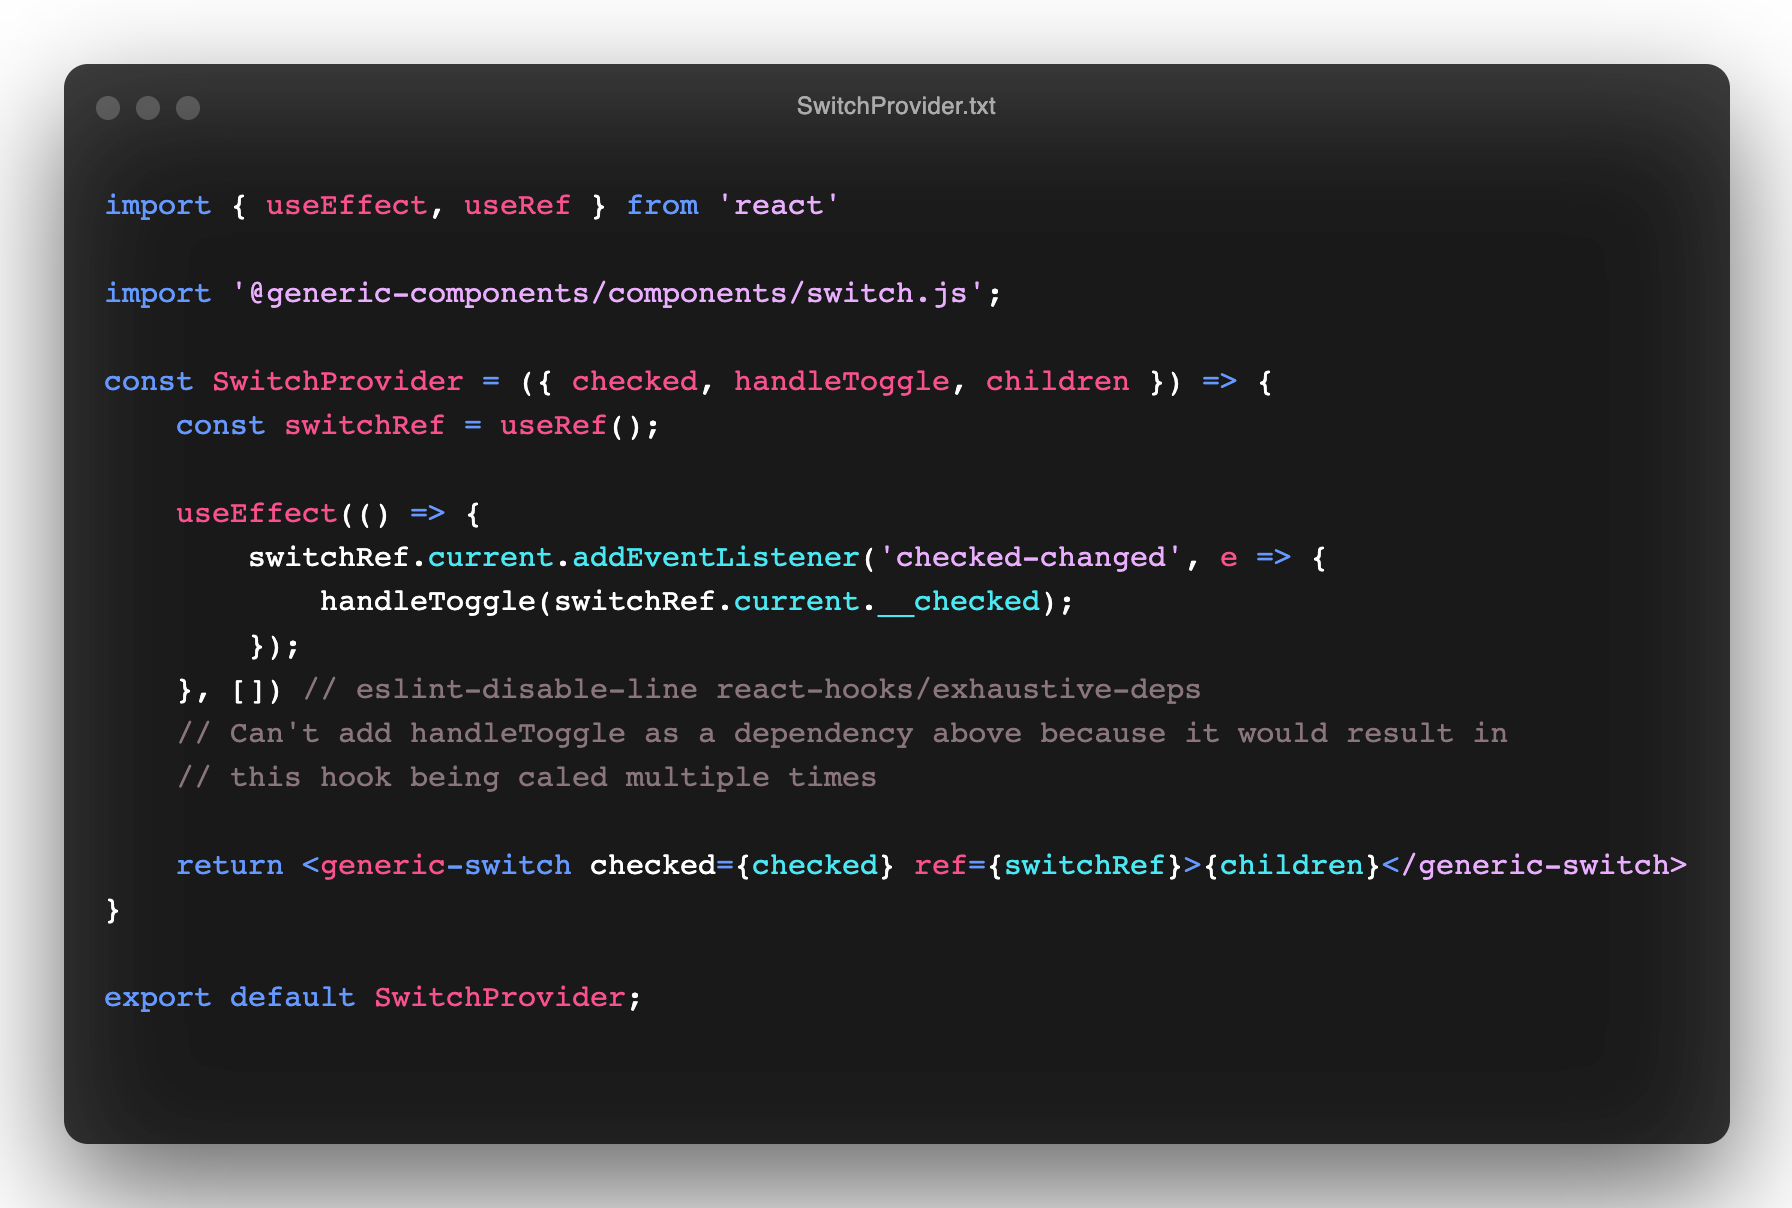 SwitchProvider.txt
import { useEffect, useRef } from 'react'
import '@generic-components/components/switch.js';
const SwitchProvider = ({ checked, handleToggle, children }) => {
    const switchRef = useRef();
    useEffect(() => {
        switchRef.current.addEventListener('checked-changed', e => {
            handleToggle(switchRef.current.__checked);
        });
    }, []) // eslint-disable-line react-hooks/exhaustive-deps
    // Can't add handleToggle as a dependency above because it would result in
    // this hook being caled multiple times
    return <generic-switch checked={checked} ref={switchRef}>{children}</generic-switch>
}
export default SwitchProvider;